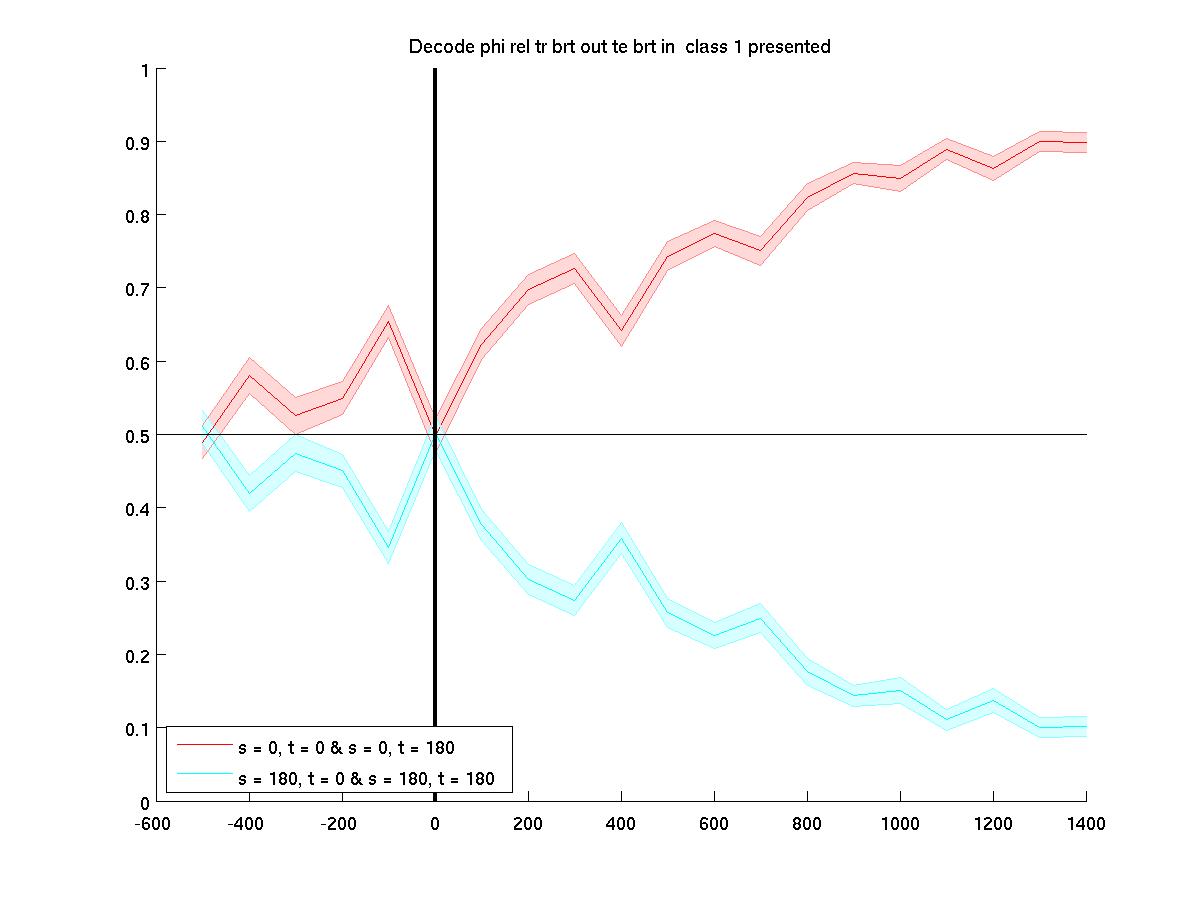 Decode phi rel tr brt out te brt in  class 1 presented
1
0.9
0.8
0.7
0.6
0.5
0.4
0.3
0.2
0.1
0
s = 0, t = 0 & s = 0, t = 180
s = 180, t = 0 & s = 180, t = 180
-600 -400 -200 0 200 400 600 800 1000 1200 1400